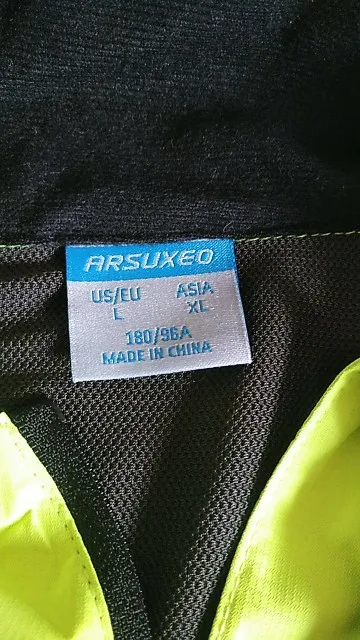 ARSUXEO
US/EU ASIA
L XL
180/96A
MADE IN CHINA